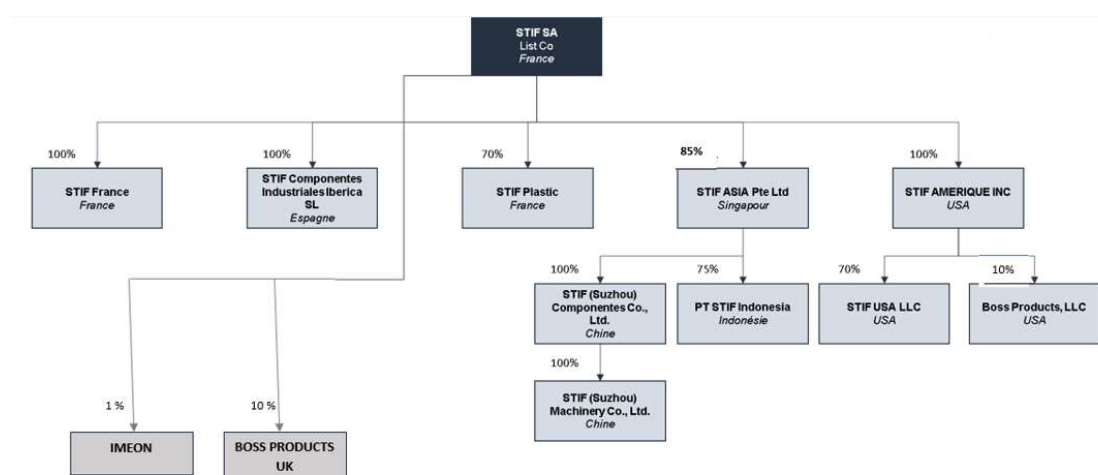 STIF SA
List Co
France
100%
100%
70%
85%
100%
STIF France
France
STIF Componentes
Industriales Iberica
SL
Espagne
STIF Plastic
France
STIF ASIA Pte Ltd
Singapour
STIF AMERIQUE INC
USA
100%
75%
70%
10%
STIF (Suzhou)
Componentes Co.,
Ltd.
Chine
PT STIF Indonesia
Indonésie
STIF USA LLC
USA
Boss Products, LLC
USA
100%
STIF (Suzhou)
Machinery Co., Ltd.
Chine
1 %
10 %
IMEON
BOSS PRODUCTS
UK